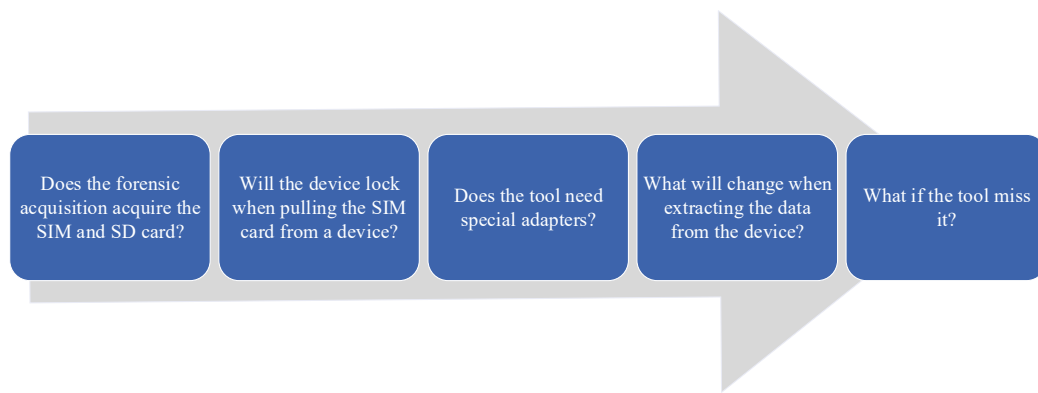 Does the forensic
acquisition acquire the
SIM and SD card?
Will the device lock
when pulling the SIM
card from a device?
Does the tool need
special adapters?
What will change when
extracting the data
from the device?
What if the tool miss
it?